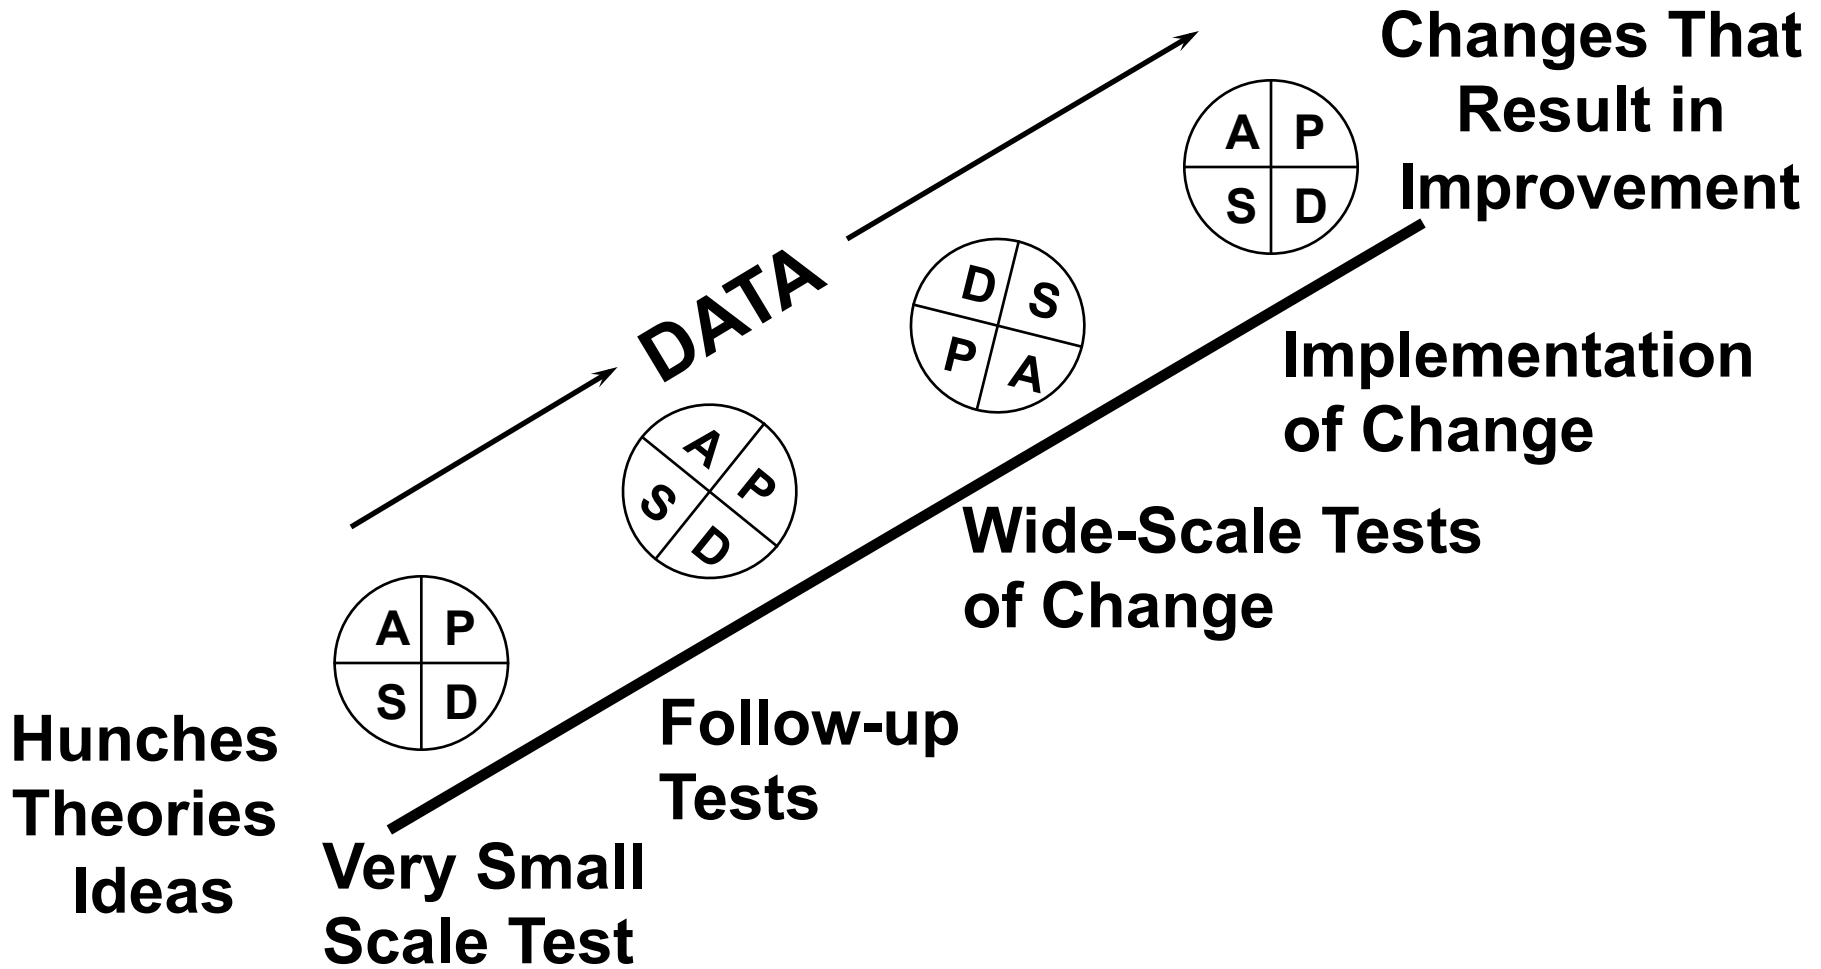 Changes That
Result in
Improvement
A P
S D
DATA
D S
P A
Implementation
of Change
A P
S D
Wide-Scale Tests
of Change
A P
S D
Follow-up
Tests
Hunches
Theories
Ideas
Very Small
Scale Test